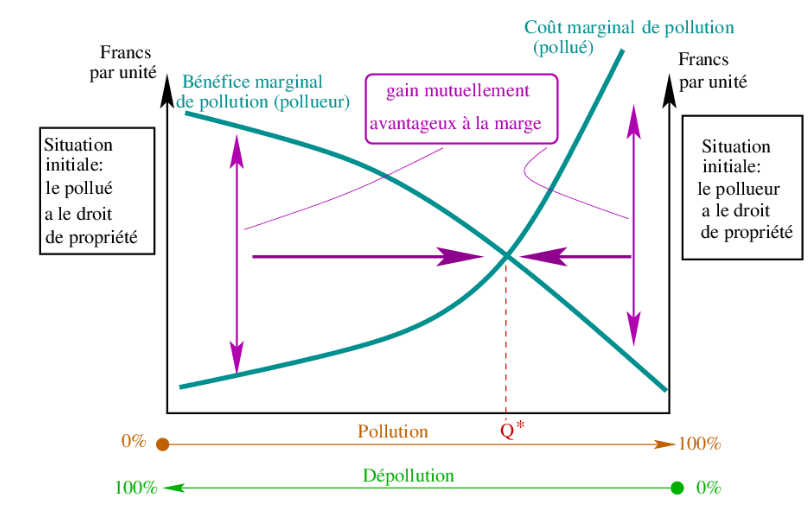 Coût marginal de pollution
(pollué)
Francs
par unité
Francs
par unité
Bénéfice marginal
de pollution (pollueur)
gain mutuellement
avantageux à la marge
Situation
initiale:
le pollué
a le droit
de propriété
Situation
initiale:
le pollueur
a le droit
de propriété
0%
Pollution
Q*
100%
100%
Dépollution
0%